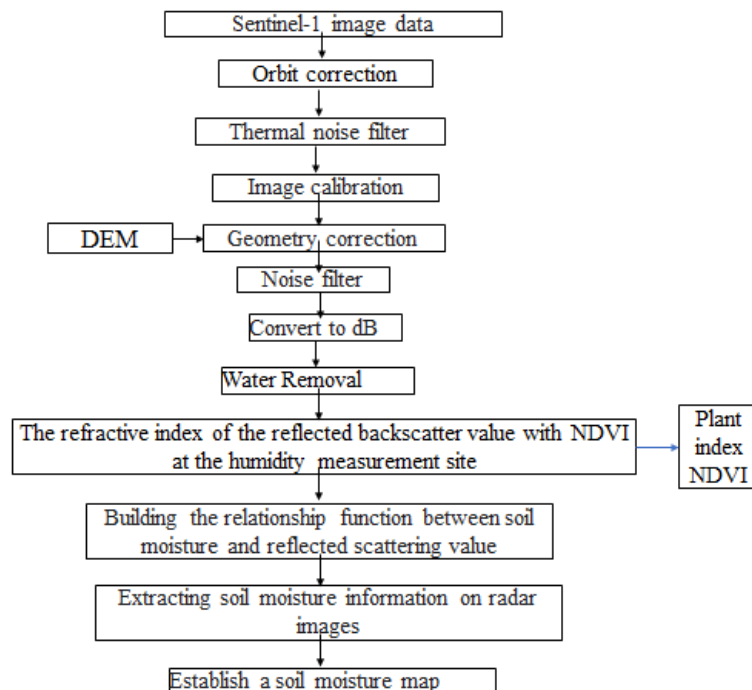 Sentinel-1 image data
Orbit correction
Thermal noise filter
Image calibration
DEM
Geometry correction
Noise filter
Convert to dB
Water Removal
The refractive index of the reflected backscatter value with NDVI
at the humidity measurement site
Plant
index
NDVI
Building the relationship function between soil
moisture and reflected scattering value
Extracting soil moisture information on radar
images
Establish a soil moisture map